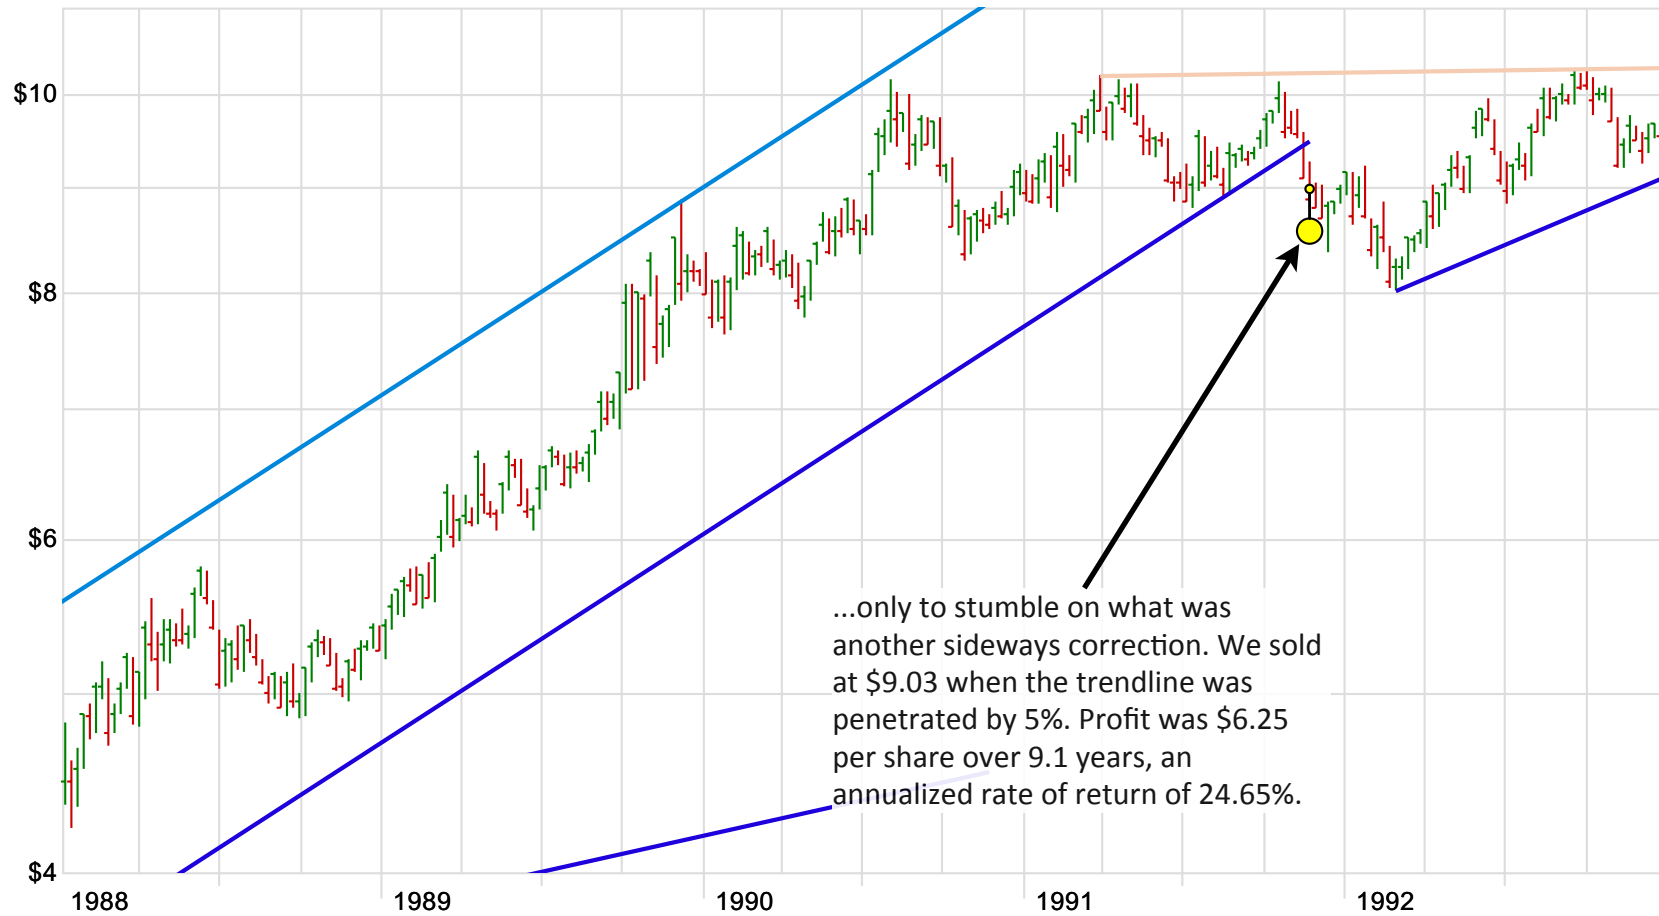 $10
$8
$6
...only to stumble on what was
another sideways correction. We sold
at $9.03 when the trendline was
penetrated by 5%. Profit was $6.25
per share over 9.1 years, an
annualized rate of return of 24.65%.
$4
1988 1989 1990 1991 1992